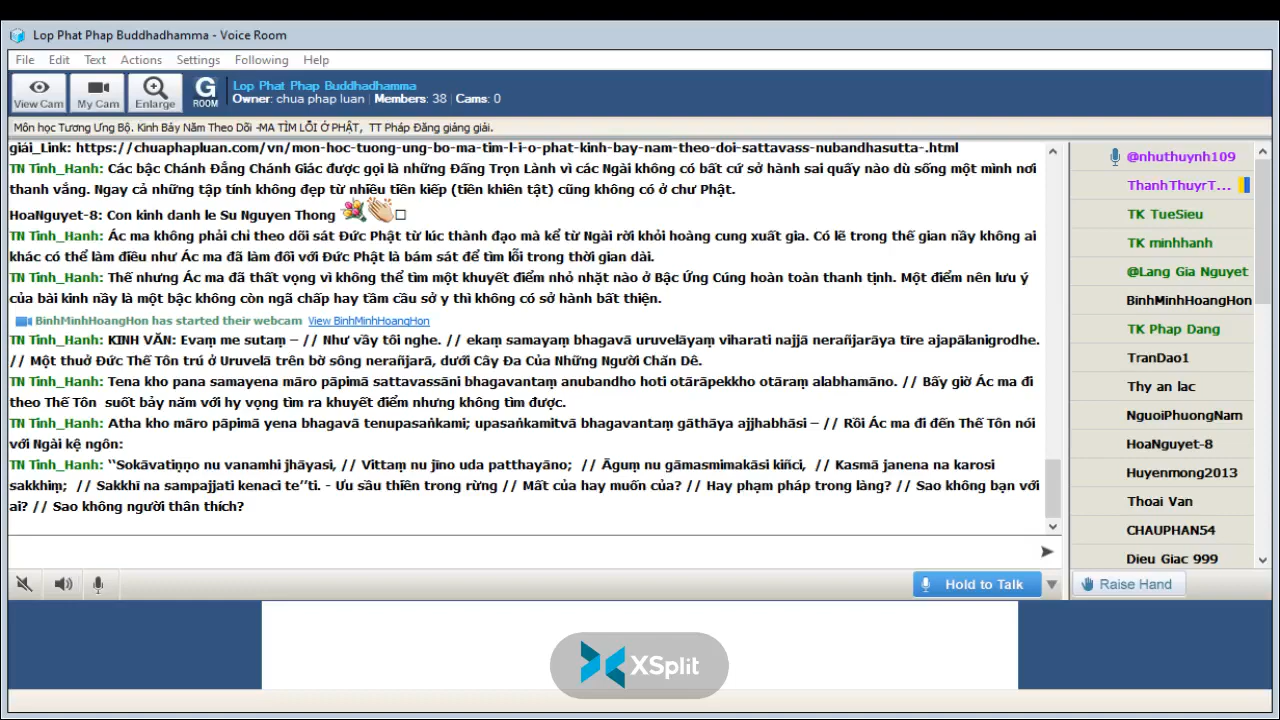 Lop Phat Phap Buddhadhamma - Voice Room
File Edit Text Actions Settings Following Help
View Cam My Cam Enlarge G ROOM
Lop Phat Phap Buddhadhamma
Owner: chua phap luan | Members: 38 | Cams: 0
Môn học Tương Ưng Bộ. Kinh Bảy Năm Theo Dõi -MA TÌM LỖI Ở PHẬT, TT Pháp Đăng giảng giải.
giải_Link: https://chuaphapluan.com/vn/mon-hoc-tuong-ung-bo-ma-tim-l-i-o-phat-kinh-bay-nam-theo-doi-sattavass-nubandhasutta-.html
TN Tinh_Hanh: Các bậc Chánh Đẳng Chánh Giác được gọi là những Đấng Trọn Lành vì các Ngài không có bất cứ sở hành sai quấy nào dù sống một mình nơi
thanh vắng. Ngay cả những tập tính không đẹp từ nhiều tiền kiếp (tiền khiên tật) cũng không có ở chư Phật.
HoaNguyet-8: Con kinh danh le Su Nguyen Thong
TN Tinh_Hanh: Ác ma không phải chỉ theo dõi sát Đức Phật từ lúc thành đạo mà kể từ Ngài rời khỏi hoàng cung xuất gia. Có lẽ trong thế gian nầy không ai
khác có thể làm điều như Ác ma đã làm đối với Đức Phật là bám sát để tìm lỗi trong thời gian dài.
TN Tinh_Hanh: Thế nhưng Ác ma đã thất vọng vì không thể tìm một khuyết điểm nhỏ nhặt nào ở Bậc Ứng Cúng hoàn toàn thanh tịnh. Một điểm nên lưu ý
của bài kinh nầy là một bậc không còn ngã chấp hay tầm cầu sở y thì không có sở hành bất thiện.
BinhMinhHoangHon has started their webcam View BinhMinhHoangHon
TN Tinh_Hanh: KINH VĂN: Evaṃ me sutaṃ – // Như vầy tôi nghe. // ekaṃ samayaṃ bhagavā uruvelāyaṃ viharati najjā nerañjarāya tīre ajapālanigrodhe.
// Một thuở Đức Thế Tôn trú ở Uruvelā trên bờ sông nerañjarā, dưới Cây Đa Của Những Người Chăn Dê.
TN Tinh_Hanh: Tena kho pana samayena māro pāpimā sattavassāni bhagavantaṃ anubandho hoti otārāpekkho otāraṃ alabhamāno. // Bấy giờ Ác ma đi
theo Thế Tôn suốt bảy năm với hy vọng tìm ra khuyết điểm nhưng không tìm được.
TN Tinh_Hanh: Atha kho māro pāpimā yena bhagavā tenupasaṅkami; upasaṅkamitvā bhagavantaṃ gāthāya ajjhabhāsi – // Rồi Ác ma đi đến Thế Tôn nói
với Ngài kệ ngôn:
TN Tinh_Hanh: ‘‘Sokāvatiṇṇo nu vanamhi jhāyasi, // Vittaṃ nu jīno uda patthayāno; // Āguṃ nu gāmasmimakāsi kiñci, // Kasmā janena na karosi
sakkhiṃ; // Sakkhī na sampajjati kenaci te’’ti. - Ưu sầu thiền trong rừng // Mất của hay muốn của? // Hay phạm pháp trong làng? // Sao không bạn với
ai? // Sao không người thân thích?
Hold to Talk
@nhuthuynh109
ThanhThuyrT...
TK TueSieu
TK minhhanh
@Lang Gia Nguyet
BinhMinhHoangHon
TK Phap Dang
TranDao1
Thy an lac
NguoiPhuongNam
HoaNguyet-8
Huyenmong2013
Thoai Van
CHAUPHAN54
Dieu Giac 999
Raise Hand
XSplit